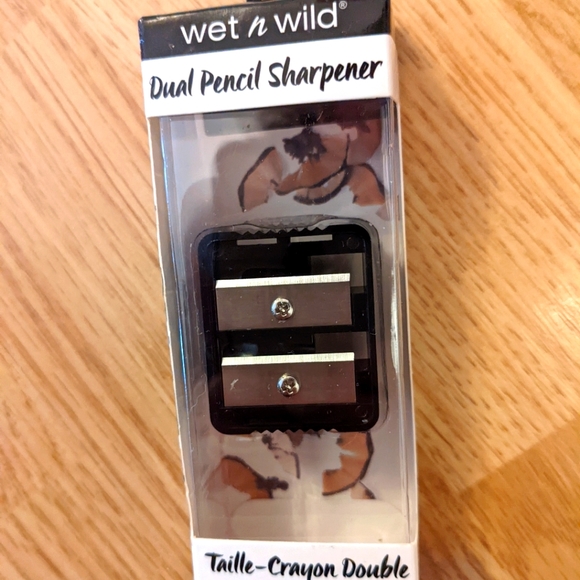 wet n wild®
Dual Pencil Sharpener
Taille-Crayon Double